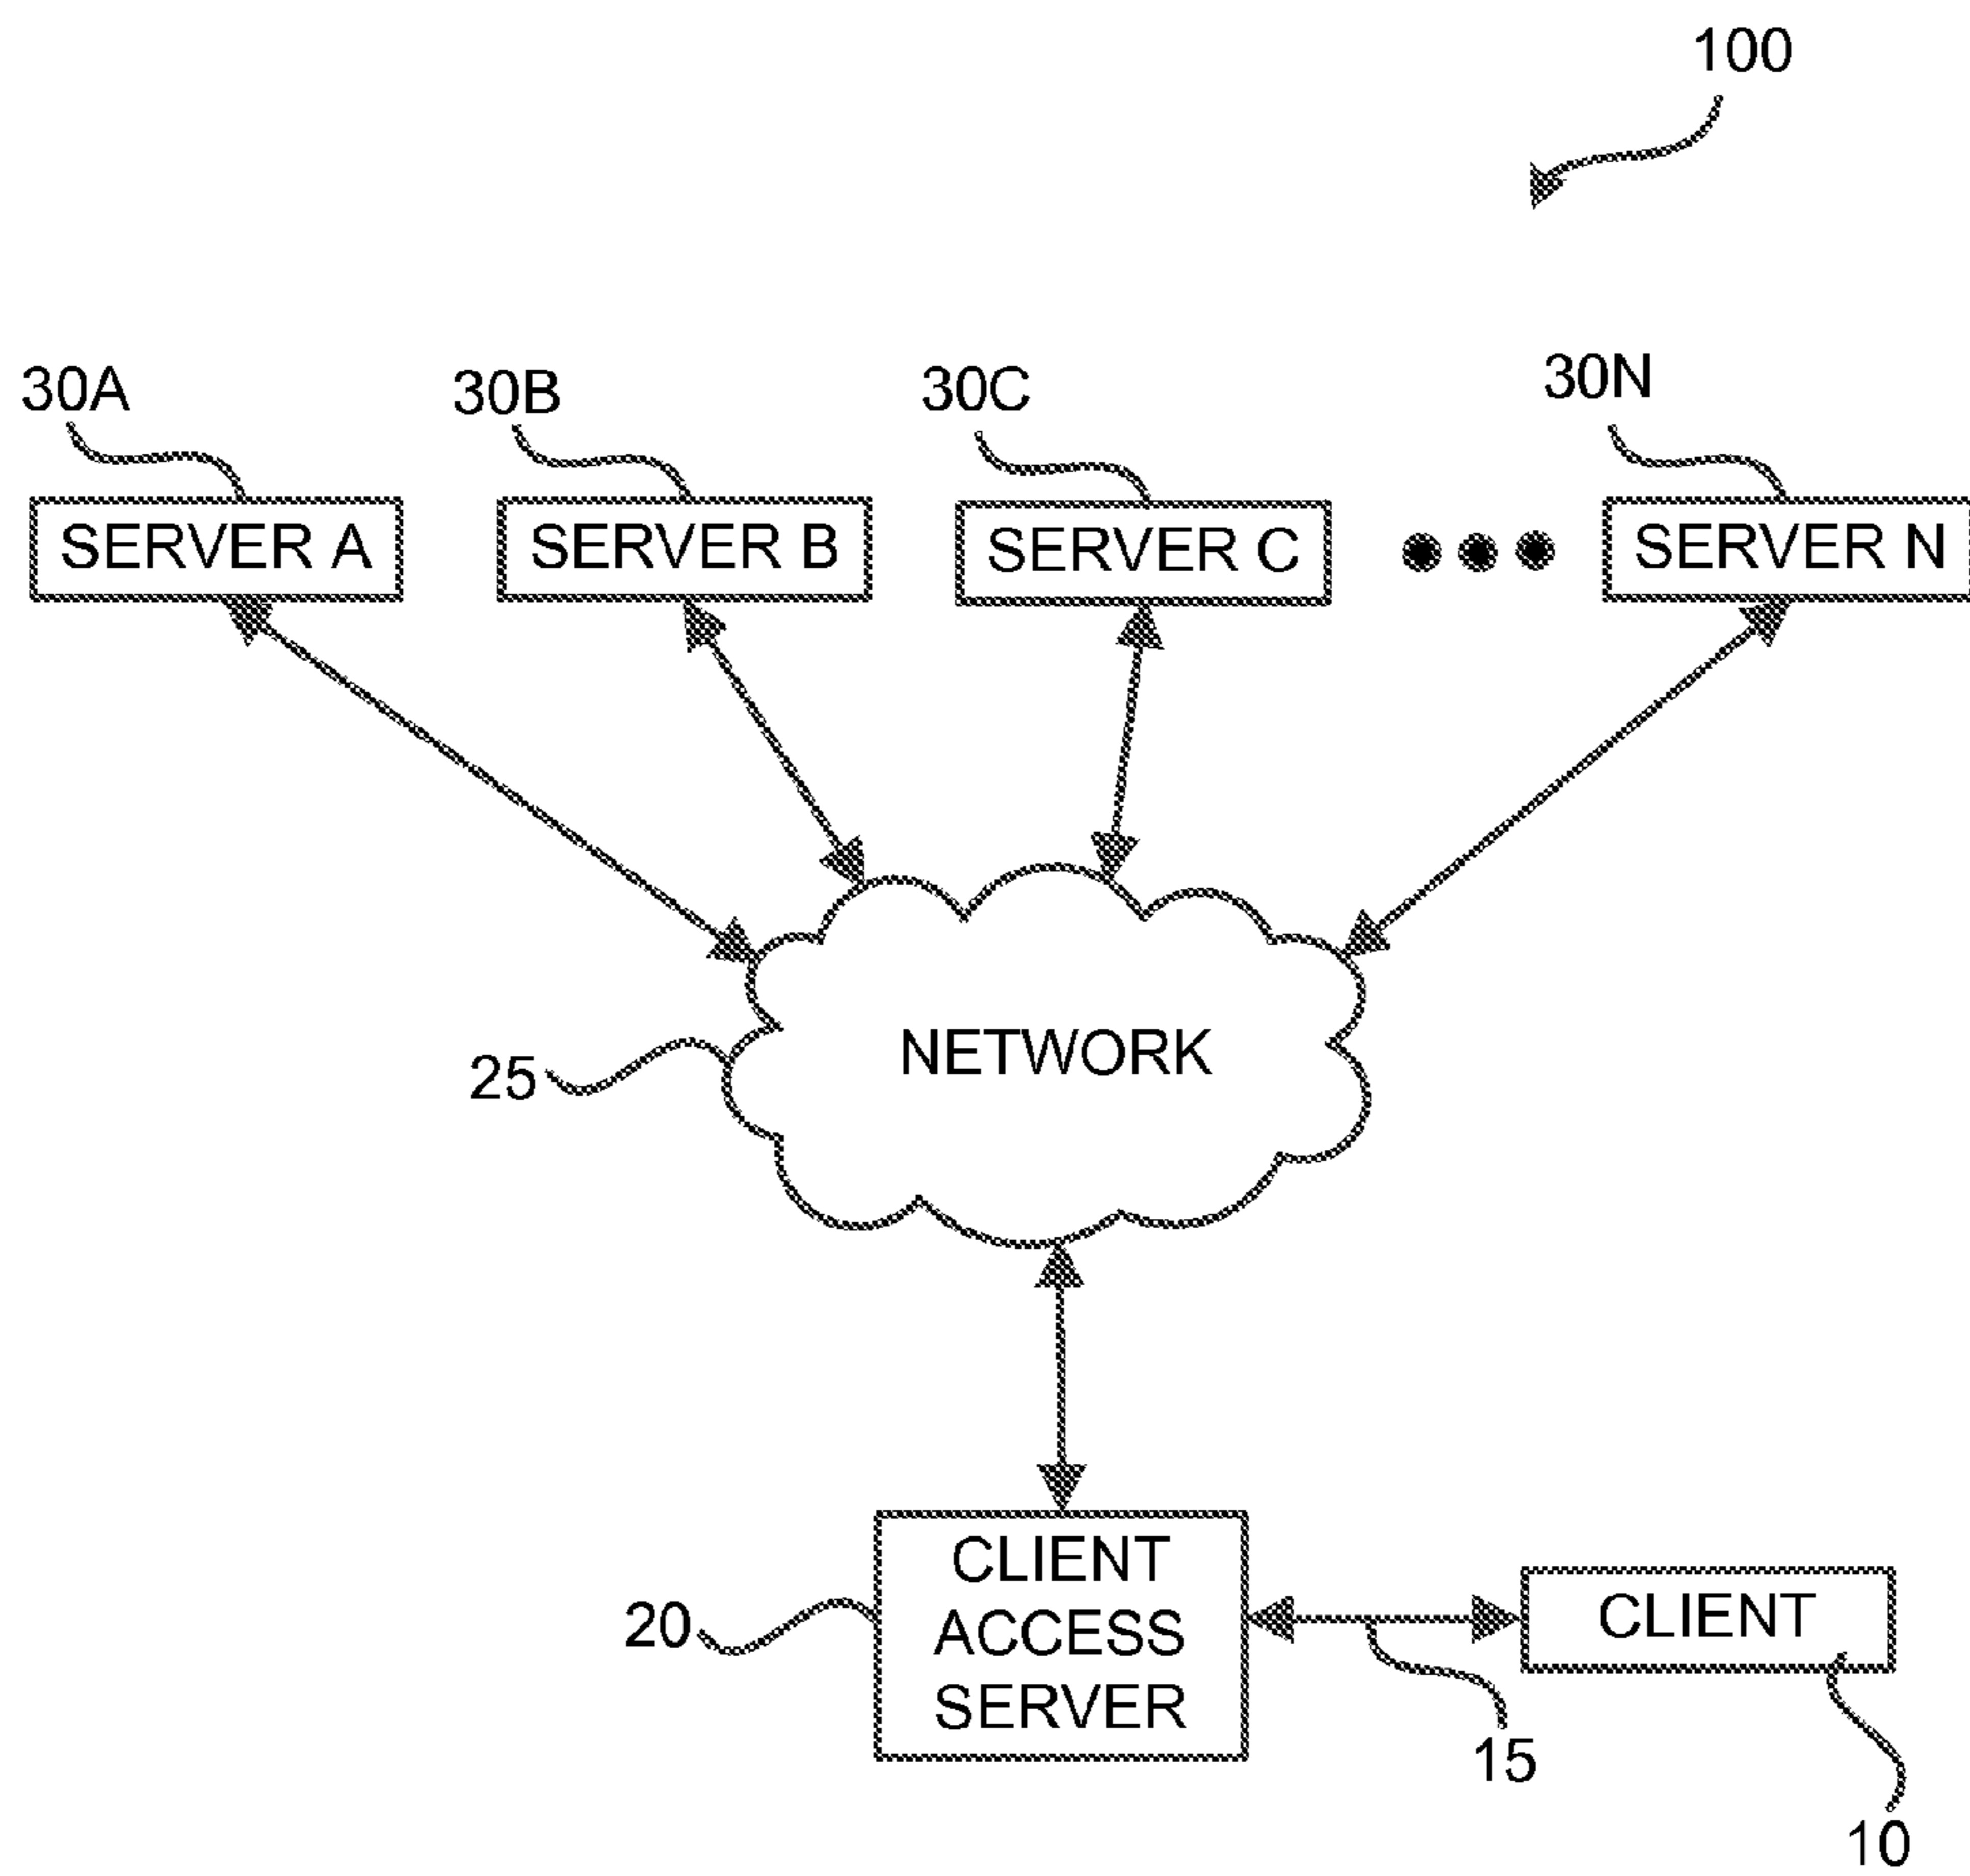 100
30A
30B
30C
30N
SERVER A
SERVER B
SERVER C
SERVER N
NETWORK
25
CLIENT
ACCESS
SERVER
20
CLIENT
15
10